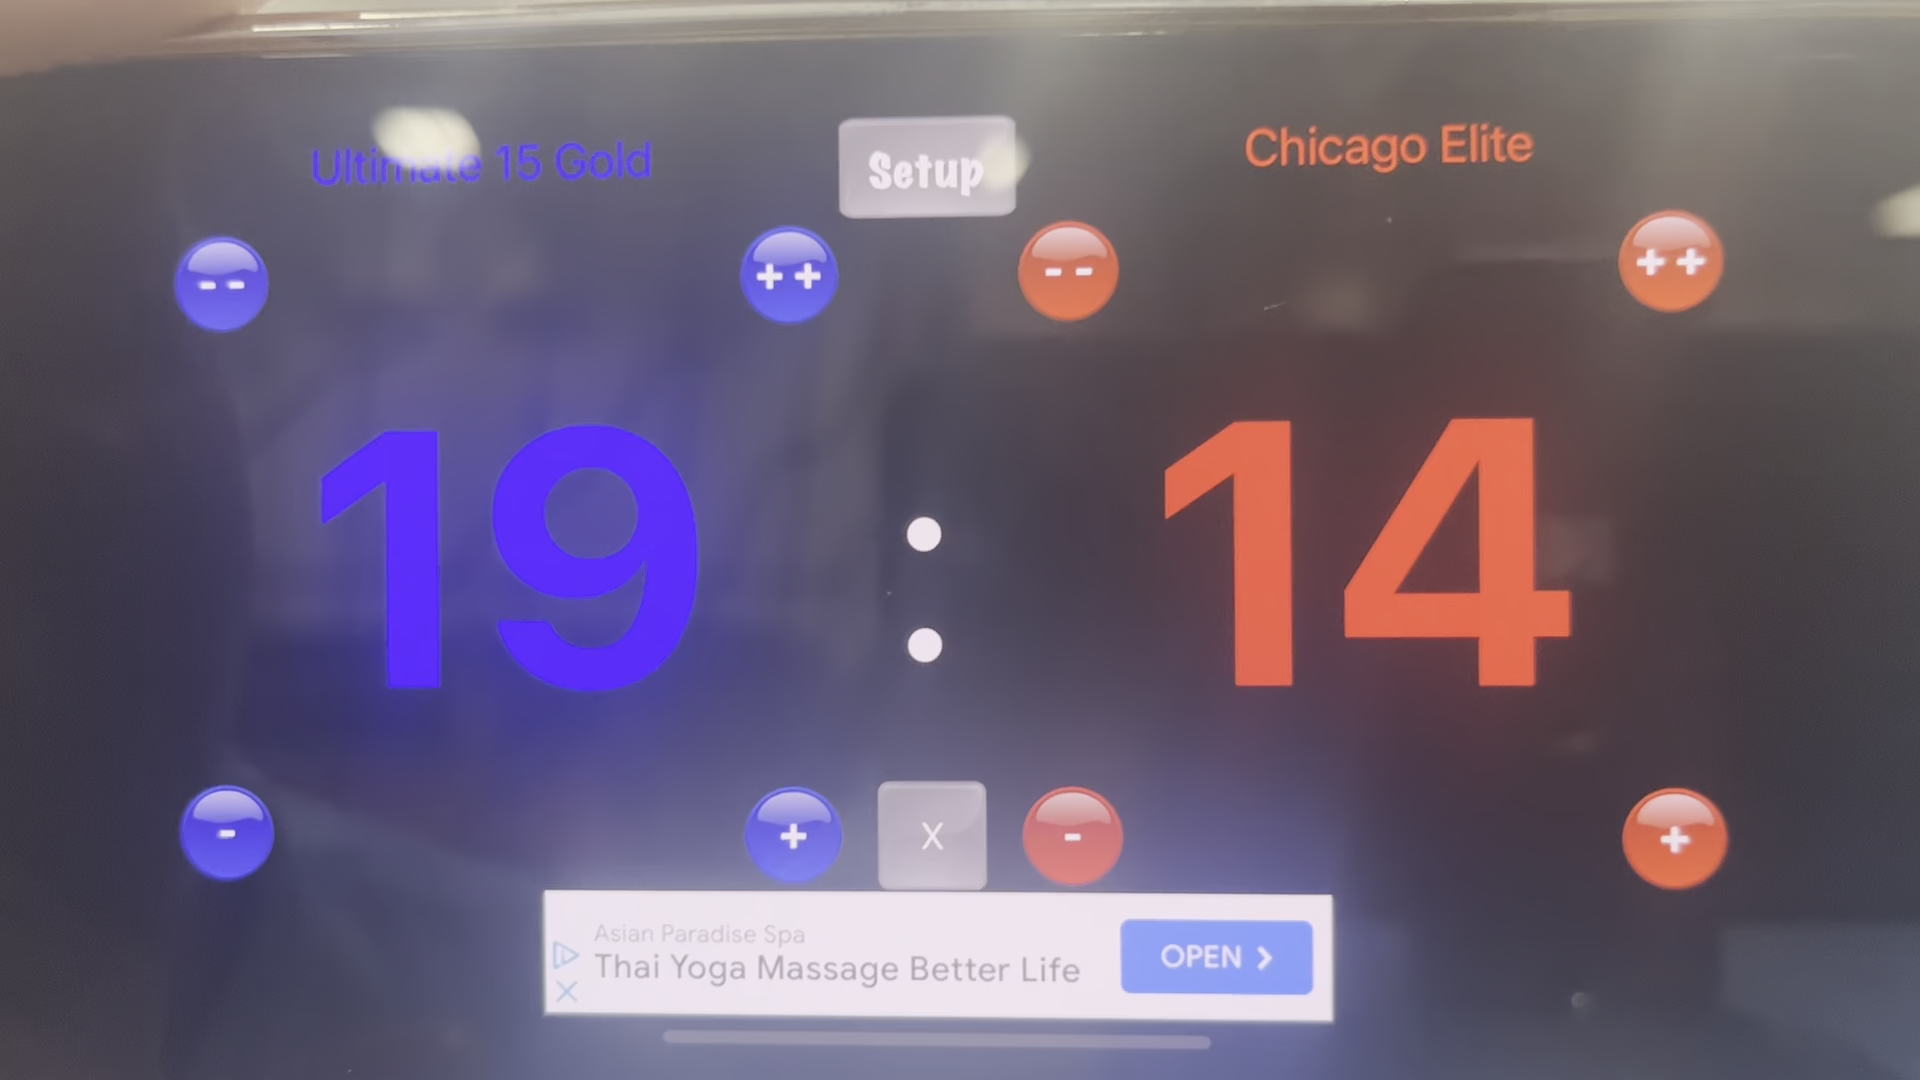 Ultimate 15 Gold
Setup
Chicago Elite
--
++
--
++
19 : 14
-
+
X
-
+
Asian Paradise Spa
Thai Yoga Massage Better Life
OPEN >